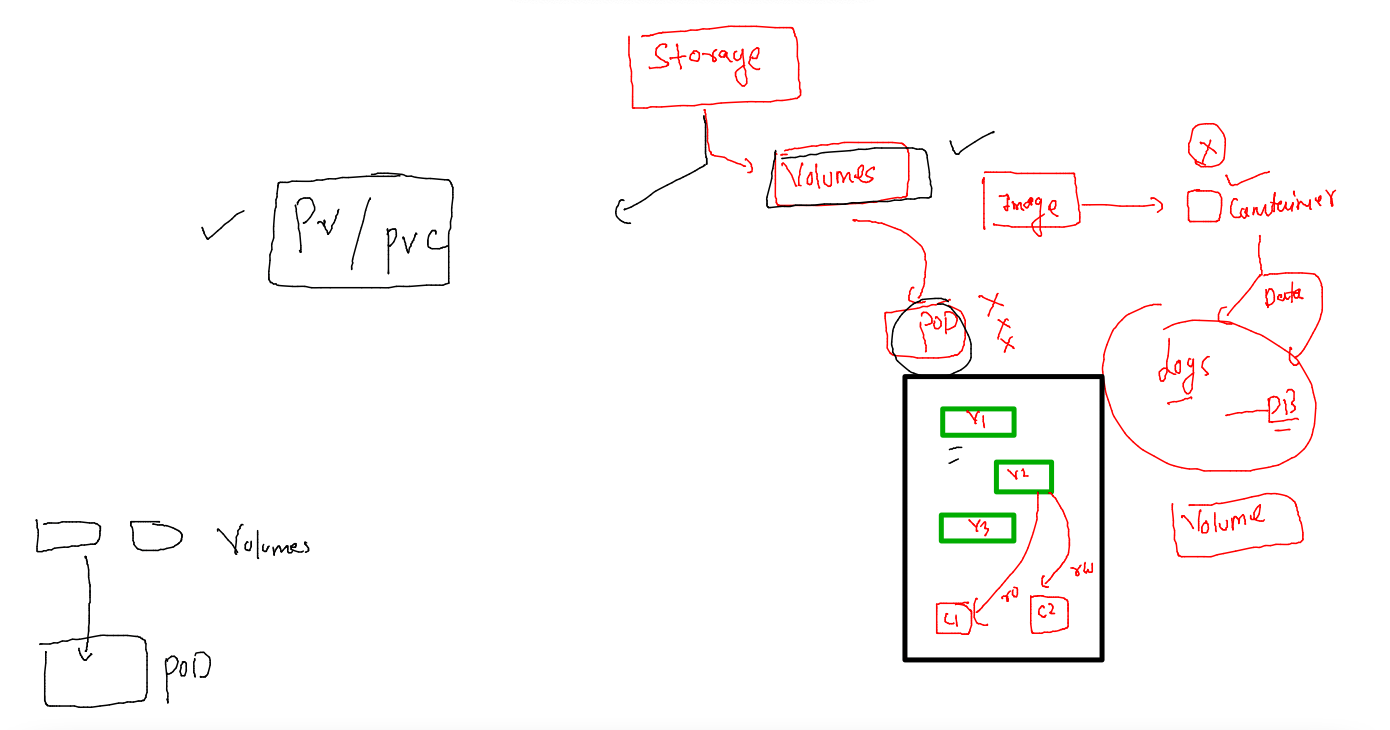 Storage
Volumes
Image
Container
PV/PVC
Data
POD
Logs
DB
V1
V2
V3
Volume
Volumes
rw
ro
C1
C2
POD